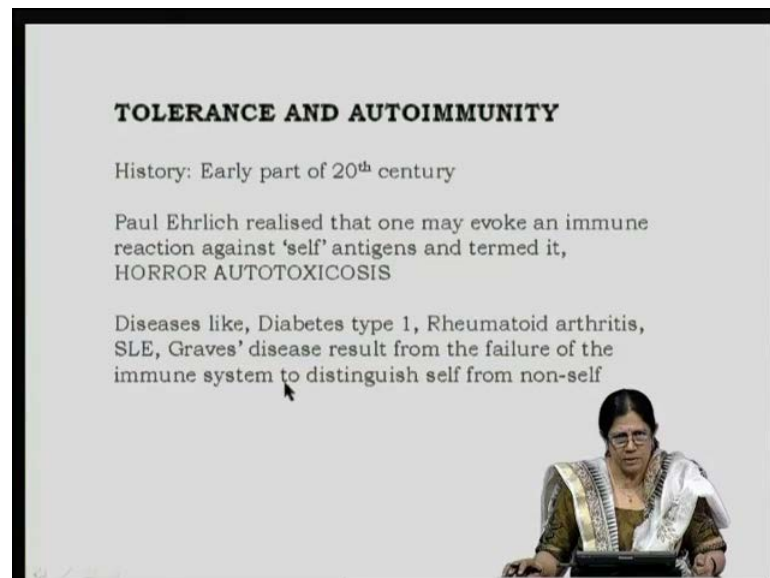 TOLERANCE AND AUTOIMMUNITY
History: Early part of 20th century
Paul Ehrlich realised that one may evoke an immune
reaction against ‘self’ antigens and termed it,
HORROR AUTOTOXICOSIS
Diseases like, Diabetes type 1, Rheumatoid arthritis,
SLE, Graves’ disease result from the failure of the
immune system to distinguish self from non-self